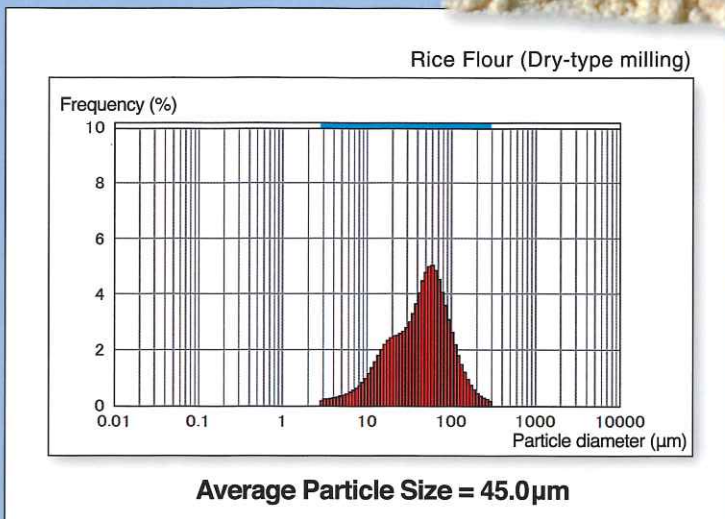 Rice Flour (Dry-type milling)
Frequency (%)
10
8
6
4
2
0
0.01 0.1 1 10 100 1000 10000
Particle diameter (μm)
Average Particle Size = 45.0μm